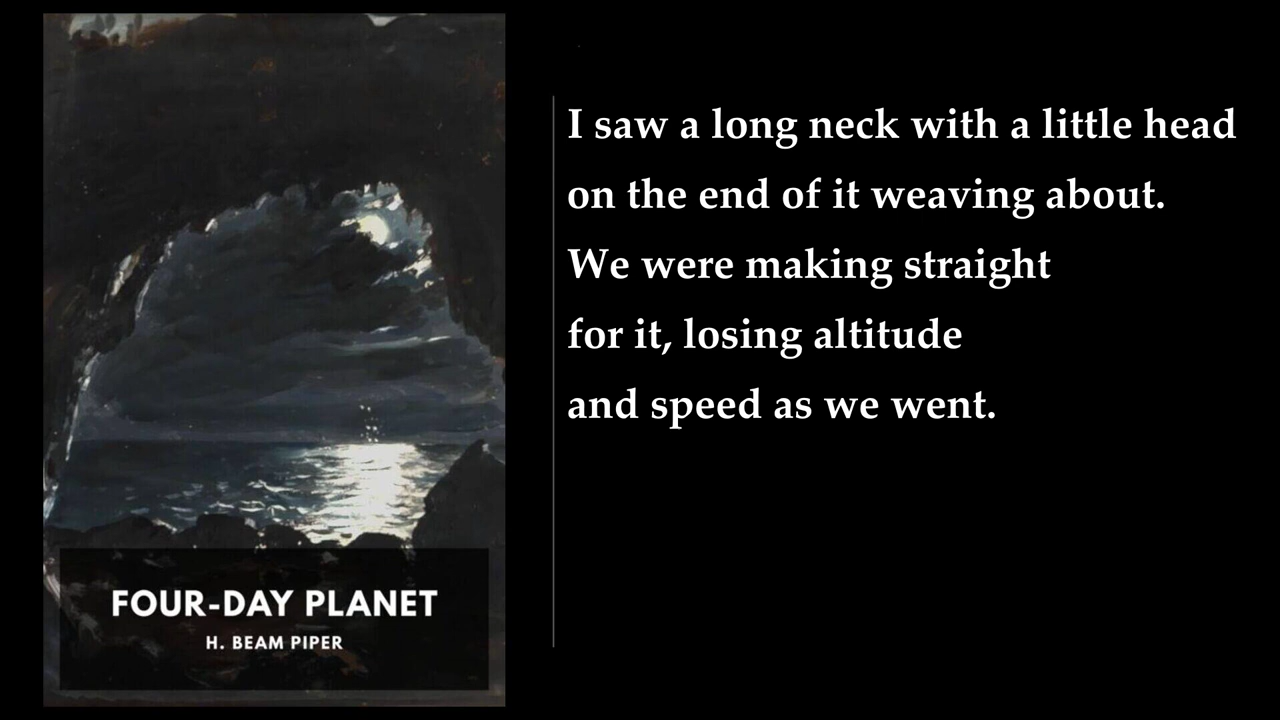 FOUR-DAY PLANET
H. BEAM PIPER
I saw a long neck with a little head
on the end of it weaving about.
We were making straight
for it, losing altitude
and speed as we went.